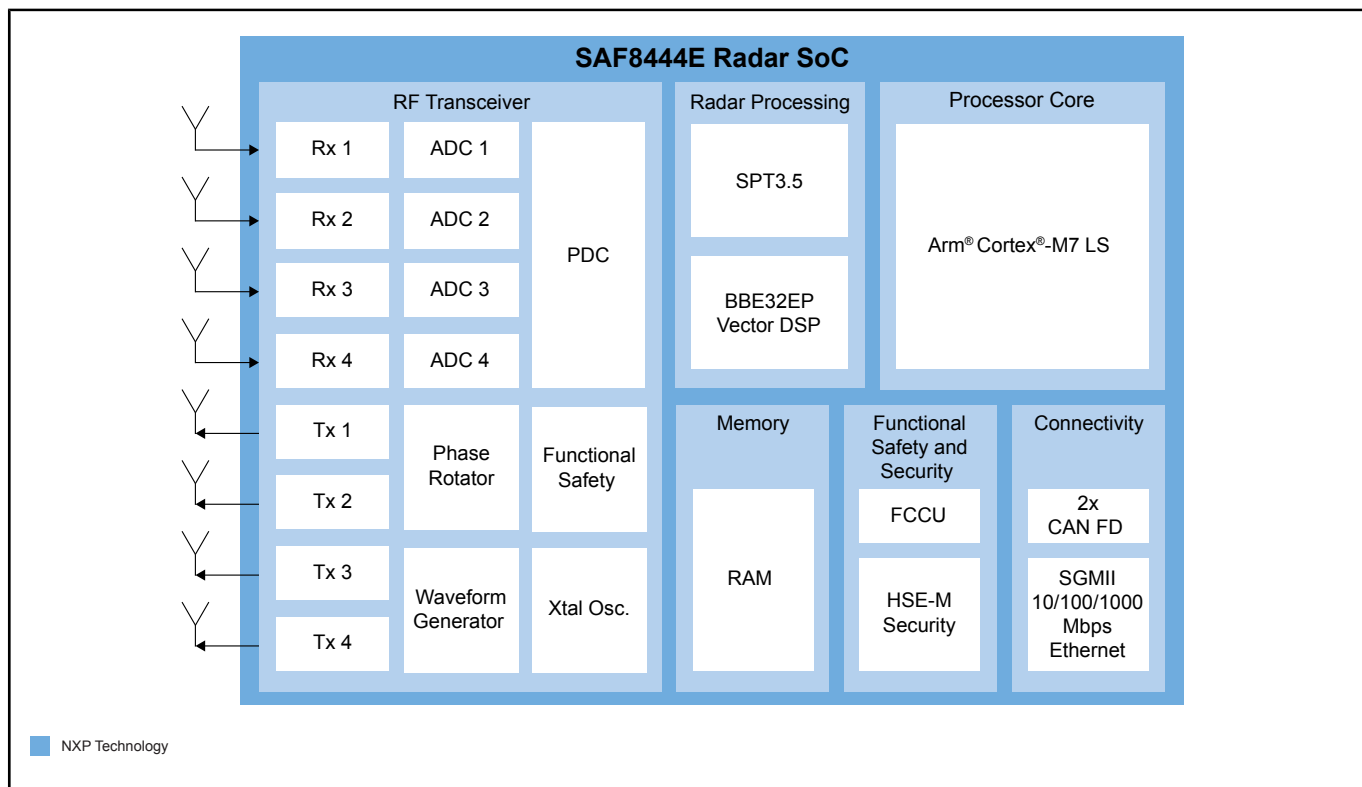 SAF8444E Radar SoC
RF Transceiver
Rx 1
ADC 1
Rx 2
ADC 2
Rx 3
ADC 3
Rx 4
ADC 4
PDC
Tx 1
Tx 2
Tx 3
Tx 4
Phase
Rotator
Functional
Safety
Waveform
Generator
Xtal Osc.
Radar Processing
SPT3.5
BBE32EP
Vector DSP
Processor Core
Arm® Cortex®-M7 LS
Memory
RAM
Functional
Safety and
Security
FCCU
HSE-M
Security
Connectivity
2x
CAN FD
SGMII
10/100/1000
Mbps
Ethernet
NXP Technology